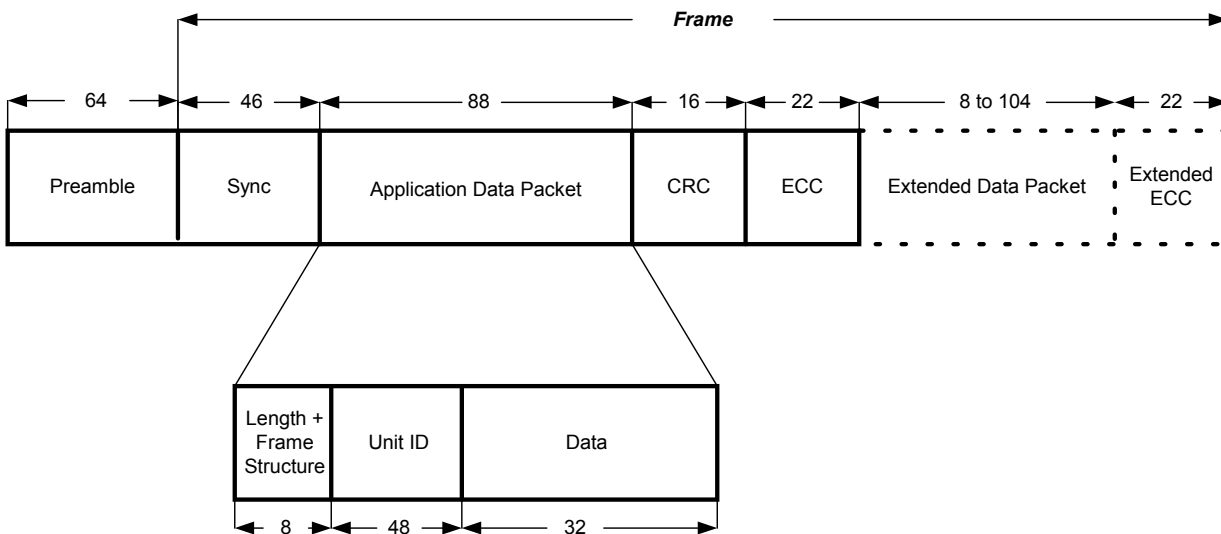 Frame
64 46 88 16 22 8 to 104 22
Preamble
Sync
Application Data Packet
CRC
ECC
Extended Data Packet
Extended
ECC
Length +
Frame
Structure
Unit ID
Data
8 48 32